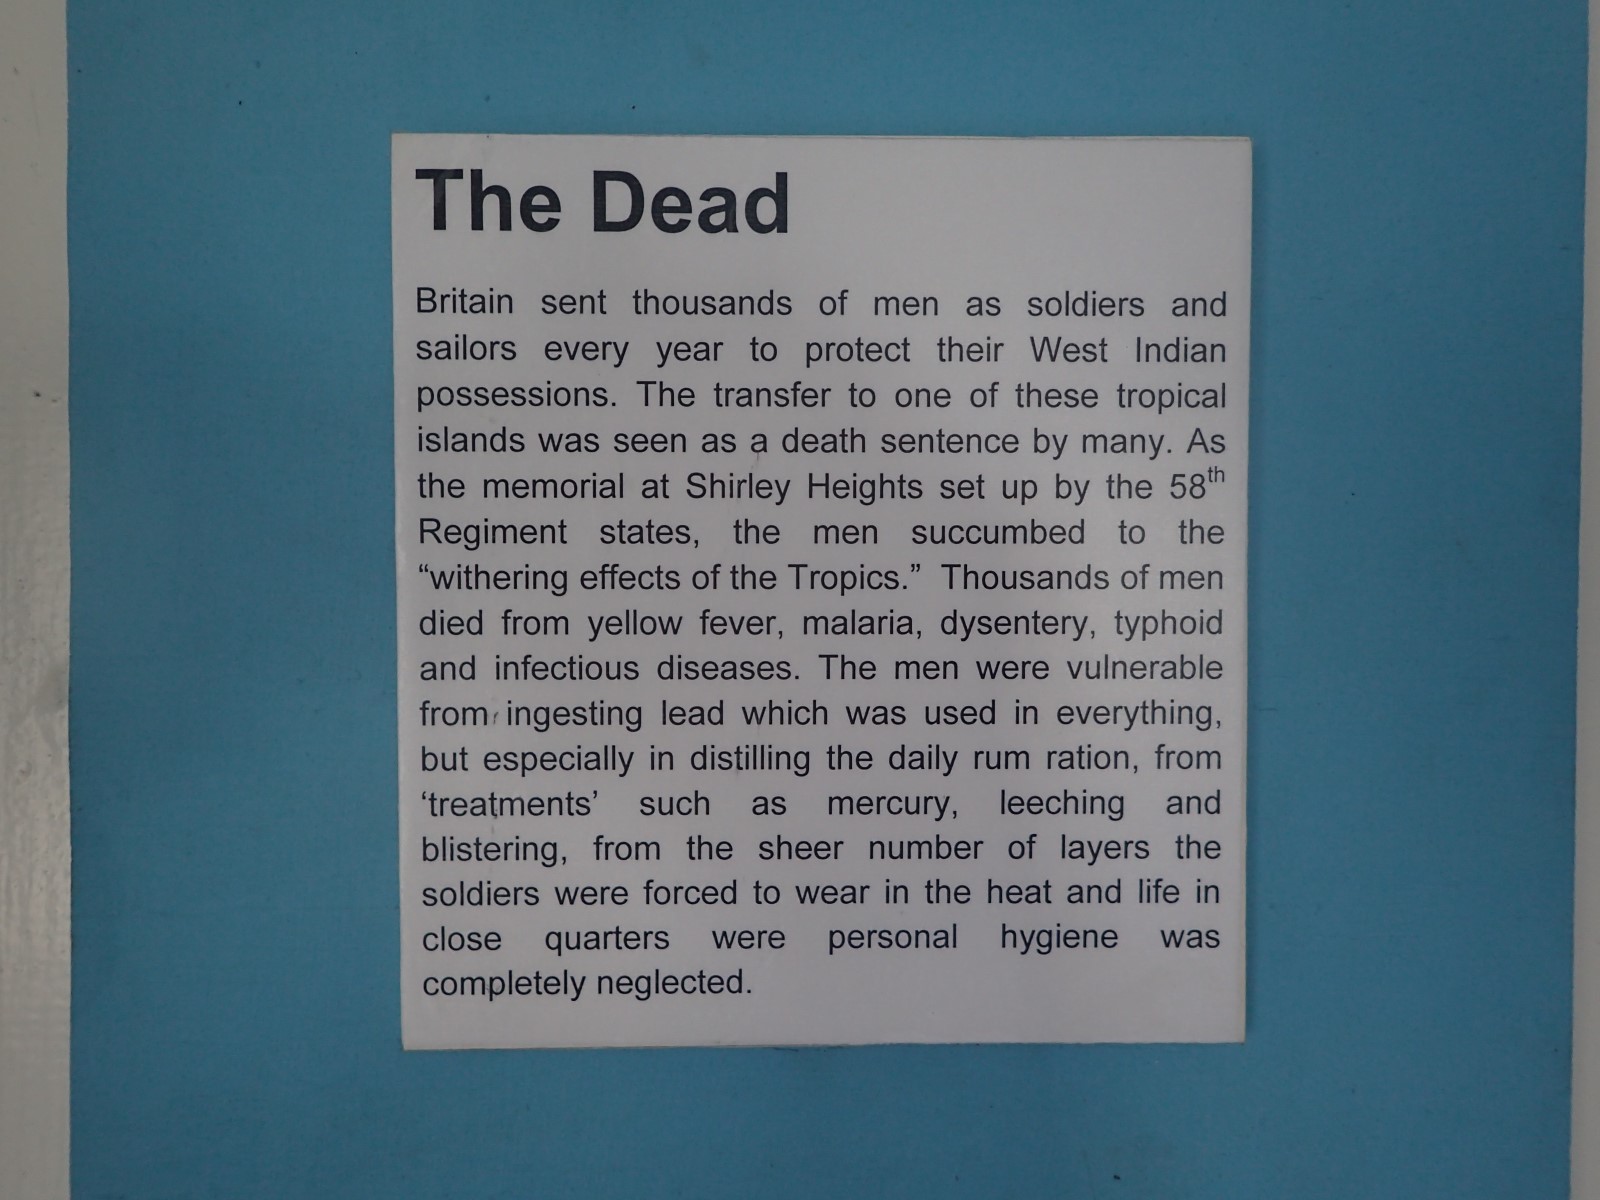 The Dead
Britain sent thousands of men as soldiers and
sailors every year to protect their West Indian
possessions. The transfer to one of these tropical
islands was seen as a death sentence by many. As
the memorial at Shirley Heights set up by the 58th
Regiment states, the men succumbed to the
“withering effects of the Tropics.” Thousands of men
died from yellow fever, malaria, dysentery, typhoid
and infectious diseases. The men were vulnerable
from ingesting lead which was used in everything,
but especially in distilling the daily rum ration, from
‘treatments’ such as mercury, leeching and
blistering, from the sheer number of layers the
soldiers were forced to wear in the heat and life in
close quarters were personal hygiene was
completely neglected.